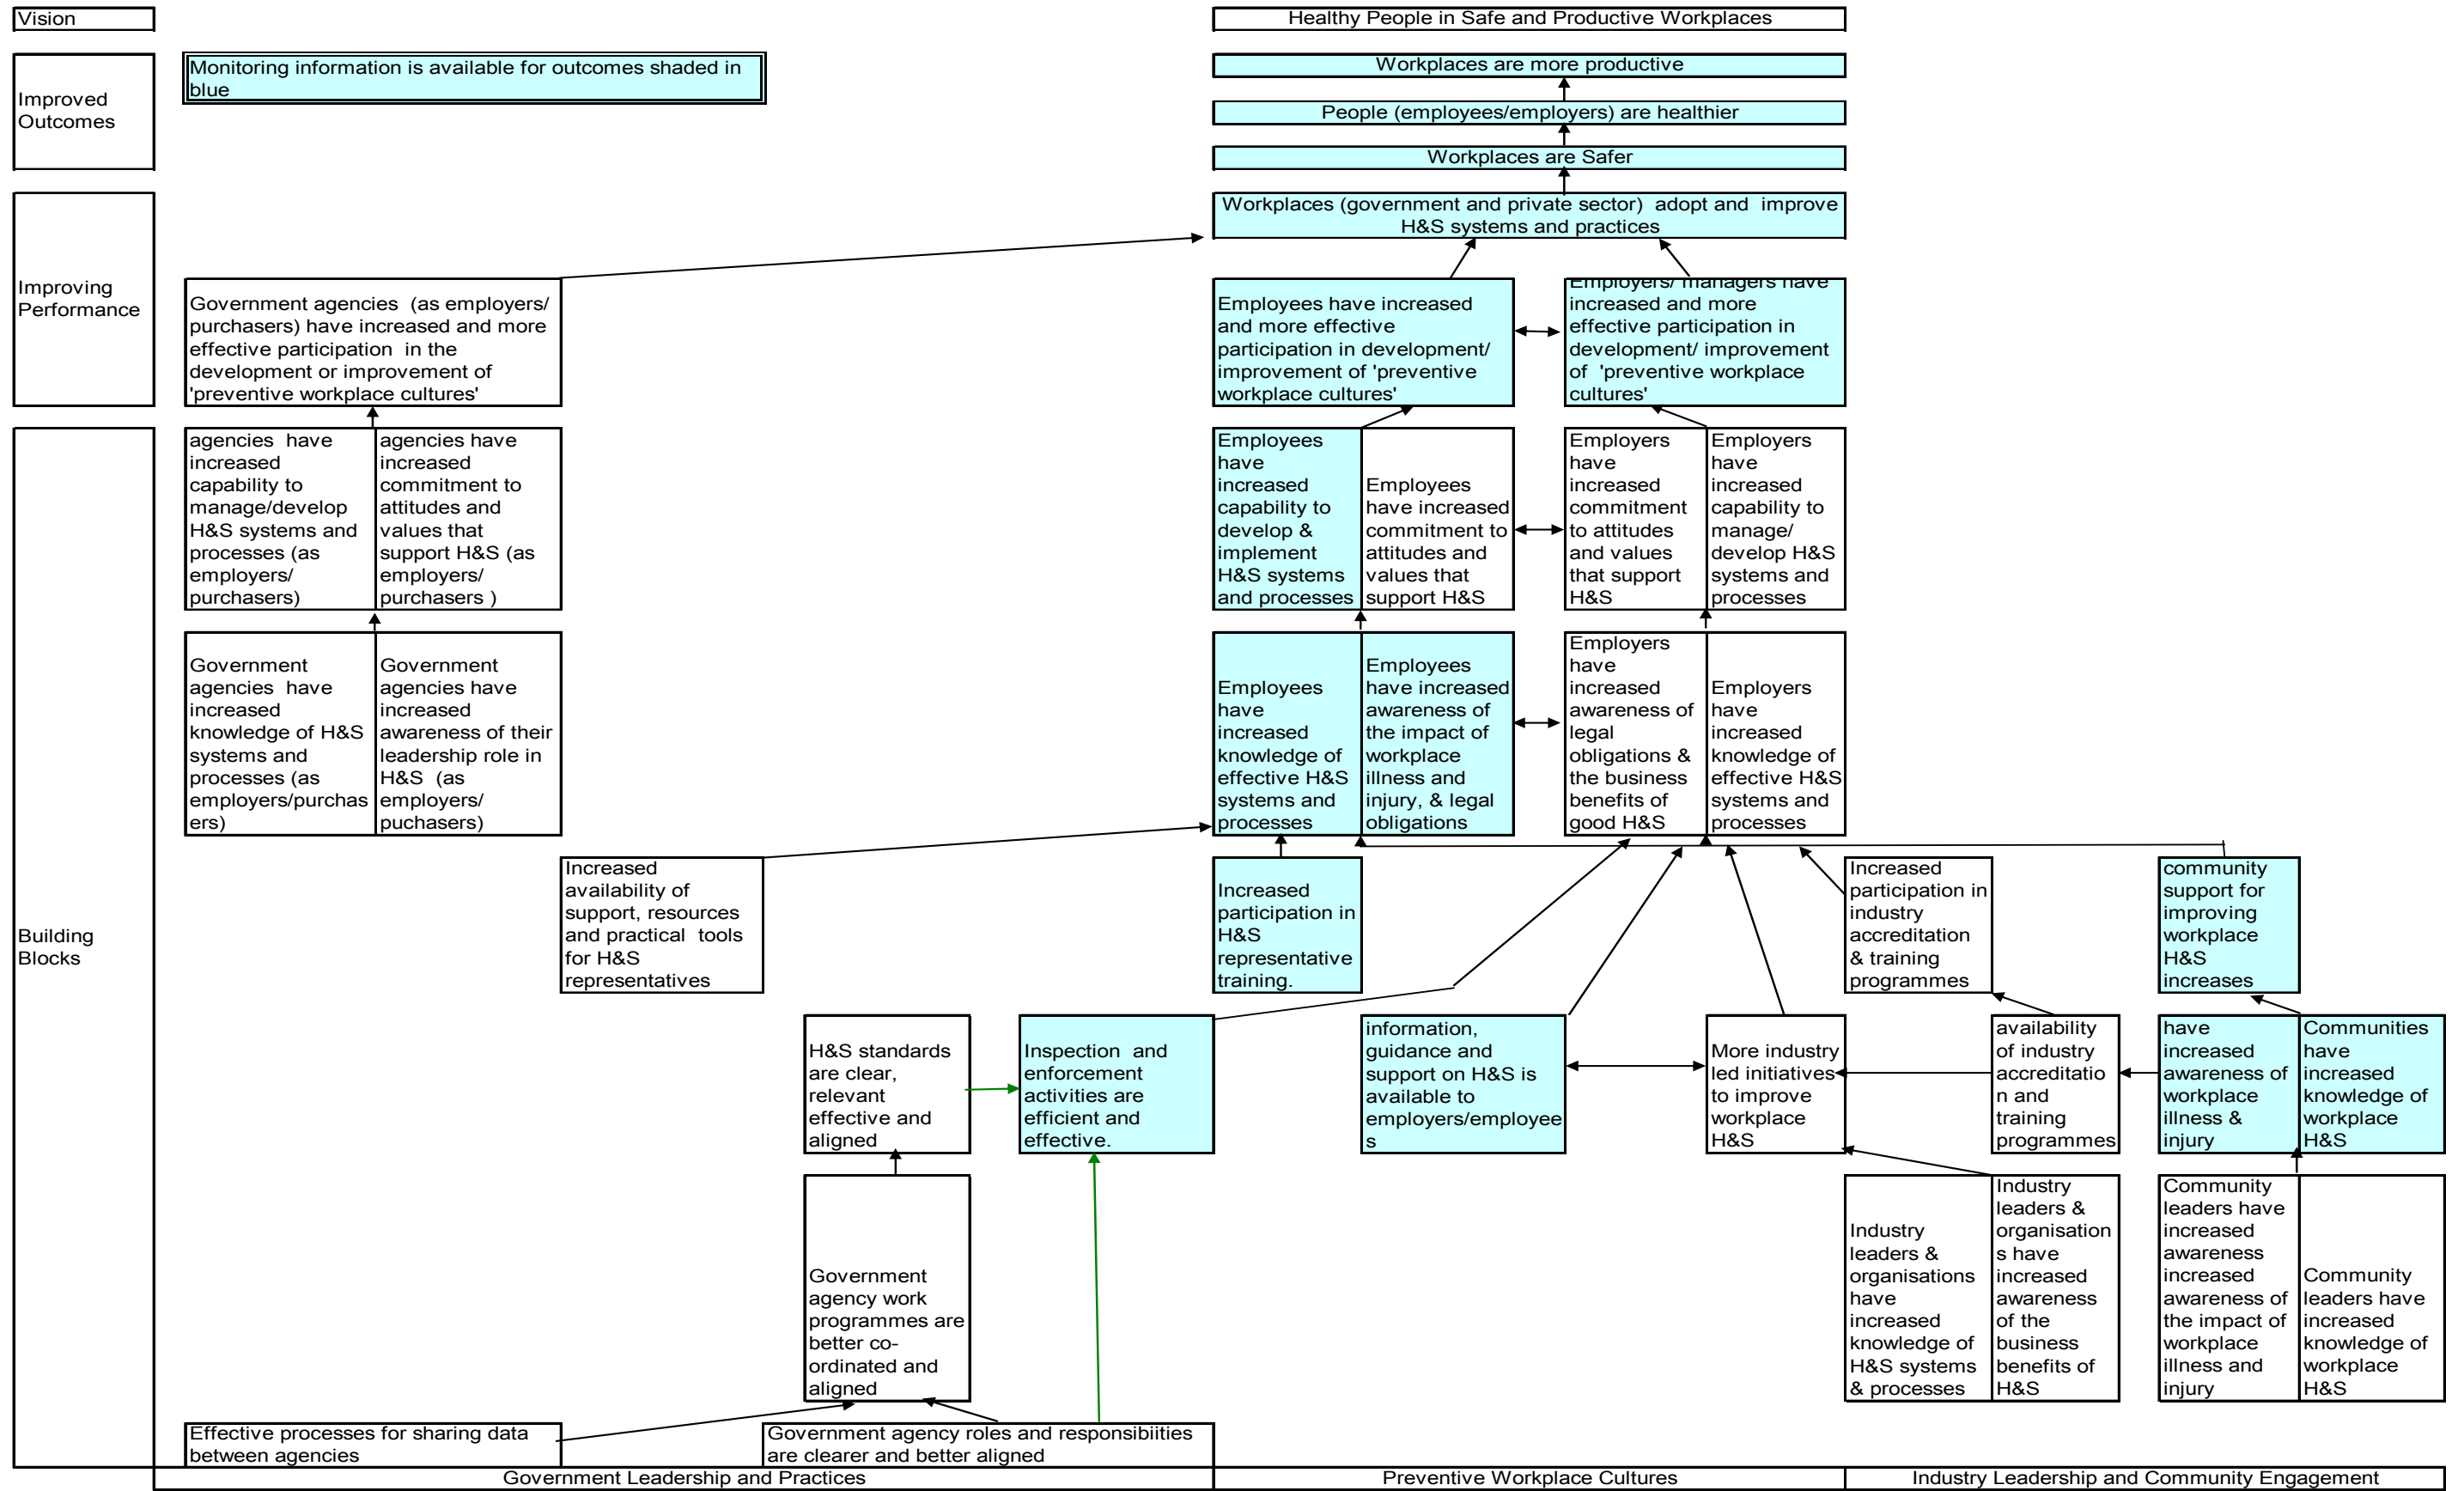 Vision
Healthy People in Safe and Productive Workplaces
Improved
Outcomes
Monitoring information is available for outcomes shaded in
blue
Workplaces are more productive
People (employees/employers) are healthier
Workplaces are Safer
Improving
Performance
Workplaces (government and private sector) adopt and improve
H&S systems and practices
Government agencies (as employers/
purchasers) have increased and more
effective participation in the
development or improvement of
'preventive workplace cultures'
Employees have increased
and more effective
participation in development/
improvement of 'preventive
workplace cultures'
Employers/ managers have
increased and more
effective participation in
development/ improvement
of 'preventive workplace
cultures'
Building
Blocks
agencies have
increased
capability to
manage/develop
H&S systems and
processes (as
employers/
purchasers)
agencies have
increased
commitment to
attitudes and
values that
support H&S (as
employers/
purchasers )
Employees
have
increased
capability to
develop &
implement
H&S systems
and processes
Employees
have increased
commitment to
attitudes and
values that
support H&S
Employers
have
increased
commitment
to attitudes
and values
that support
H&S
Employers
have
increased
capability to
manage/
develop H&S
systems and
processes
Government
agencies have
increased
knowledge of H&S
systems and
processes (as
employers/purchas
ers)
Government
agencies have
increased
awareness of their
leadership role in
H&S (as
employers/
puchasers)
Employees
have
increased
knowledge of
effective H&S
systems and
processes
Employees
have increased
awareness of
the impact of
workplace
illness and
injury, & legal
obligations
Employers
have
increased
awareness of
legal
obligations &
the business
benefits of
good H&S
Employers
have
increased
knowledge of
effective H&S
systems and
processes
Increased
availability of
support, resources
and practical tools
for H&S
representatives
Increased
participation in
H&S
representative
training.
Increased
participation in
industry
accreditation
& training
programmes
community
support for
improving
workplace
H&S
increases
H&S standards
are clear,
relevant
effective and
aligned
Inspection and
enforcement
activities are
efficient and
effective.
information,
guidance and
support on H&S is
available to
employers/employee
s
More industry
led initiatives
to improve
workplace
H&S
availability
of industry
accreditatio
n and
training
programmes
have
increased
awareness of
workplace
illness &
injury
Communities
have
increased
knowledge of
workplace
H&S
Government
agency work
programmes are
better co-
ordinated and
aligned
Industry
leaders &
organisations
have
increased
knowledge of
H&S systems
& processes
Industry
leaders &
organisation
s have
increased
awareness
of the
business
benefits of
H&S
Community
leaders have
increased
awareness
increased
awareness of
the impact of
workplace
illness and
injury
Community
leaders have
increased
knowledge of
workplace
H&S
Effective processes for sharing data
between agencies
Government agency roles and responsibiities
are clearer and better aligned
Government Leadership and Practices
Preventive Workplace Cultures
Industry Leadership and Community Engagement